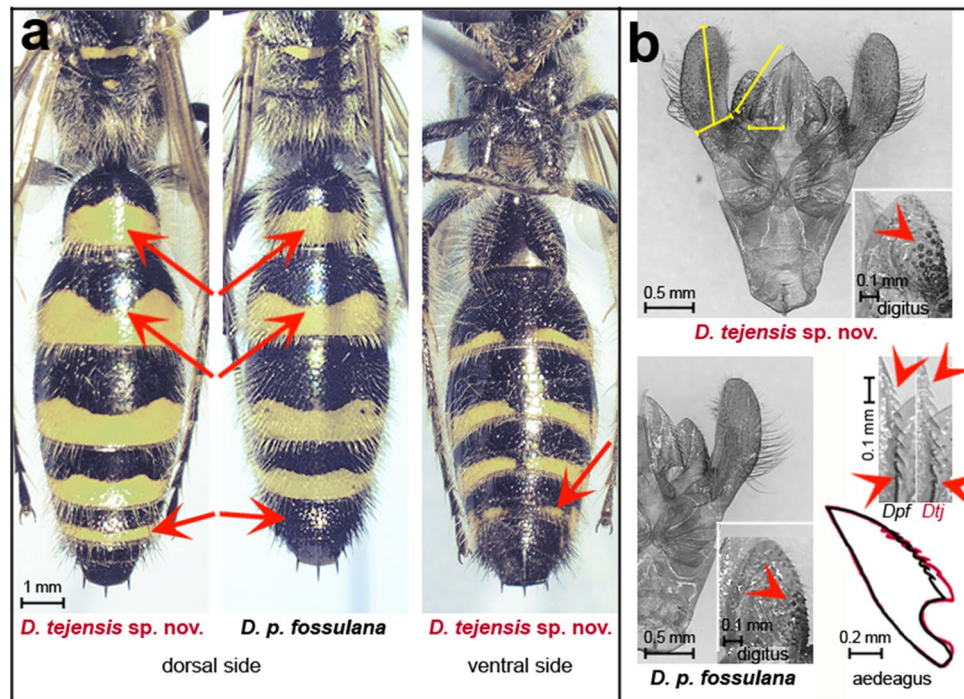 a
1 mm
D. tejensis sp. nov.
D. p. fossulana
D. tejensis sp. nov.
dorsal side
ventral side
b
0.5 mm
0.1 mm
digitus
D. tejensis sp. nov.
0.1 mm
Dpf Dtj
0.5 mm
0.1 mm
digitus
D. p. fossulana
0.2 mm
aedeagus